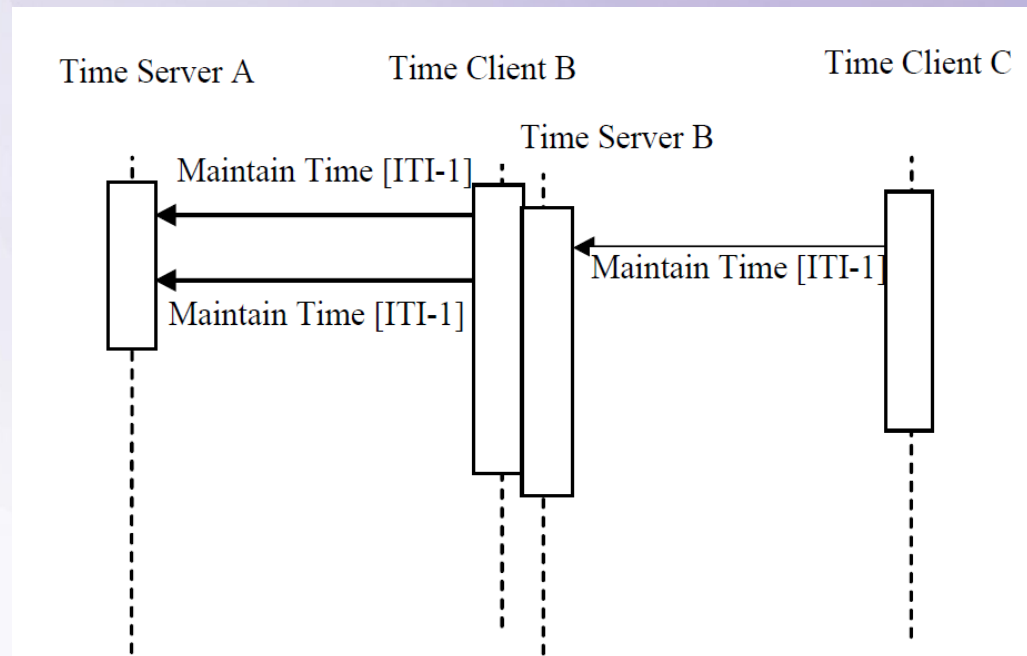 Time Server A
Time Client B
Time Client C
Time Server B
Maintain Time [ITI-1]
Maintain Time [ITI-1]
Maintain Time [ITI-1]